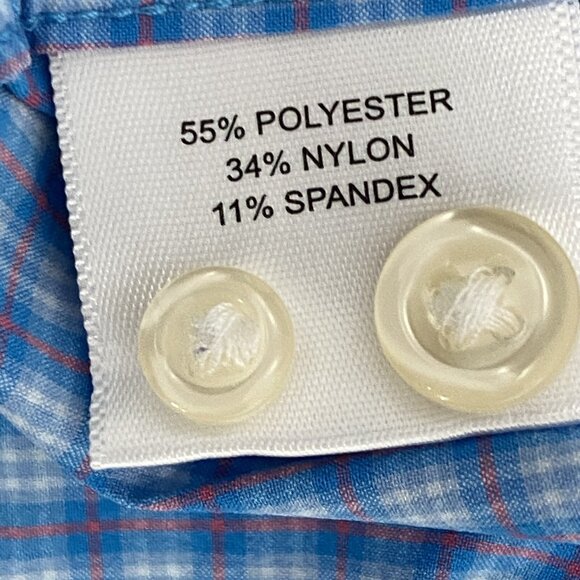 55% POLYESTER
34% NYLON
11% SPANDEX